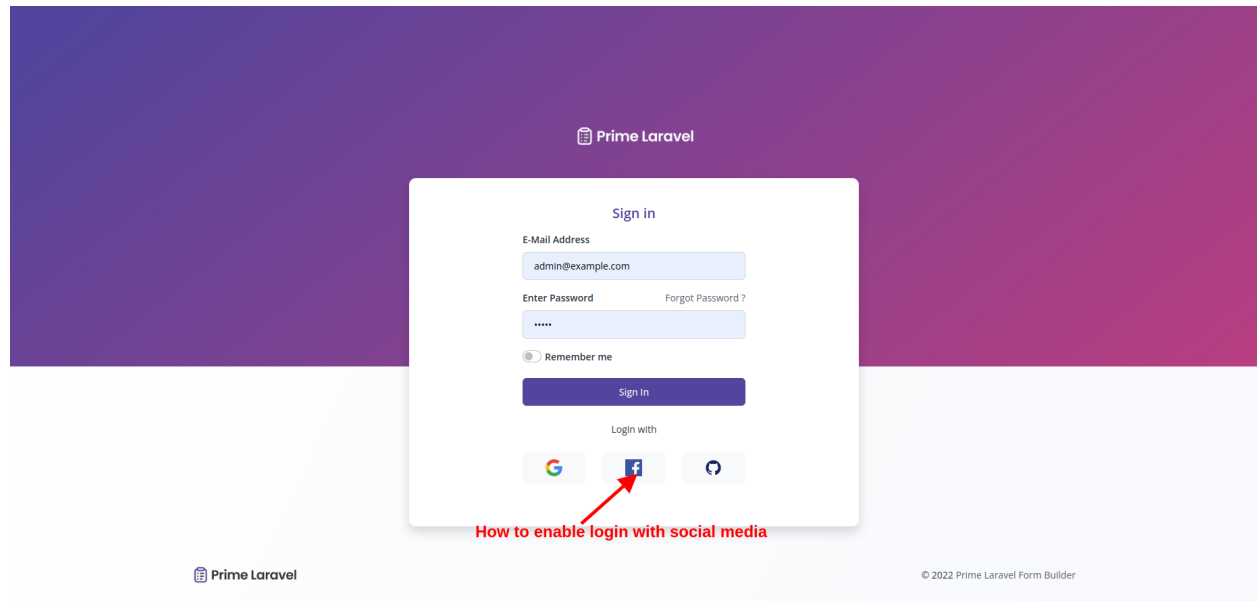 Prime Laravel
Sign in
E-Mail Address
admin@example.com
Enter Password Forgot Password ?
•••••
Remember me
Sign In
Login with
How to enable login with social media
Prime Laravel © 2022 Prime Laravel Form Builder